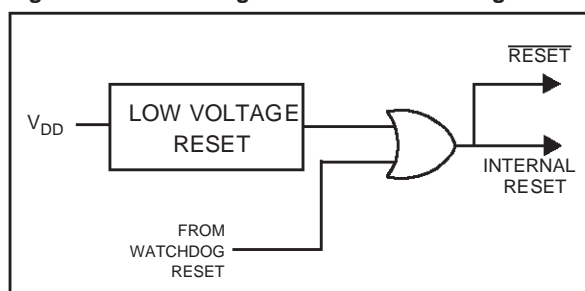 RESET
LOW VOLTAGE
RESET
VDD
INTERNAL
RESET
FROM
WATCHDOG
RESET